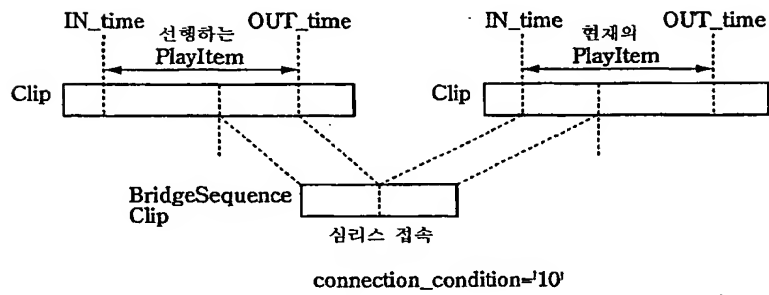 IN_time 선행하는 OUT_time
PlayItem
IN_time 현재의 OUT_time
PlayItem
Clip
Clip
BridgeSequence
Clip
심리스 접속
connection_condition='10'